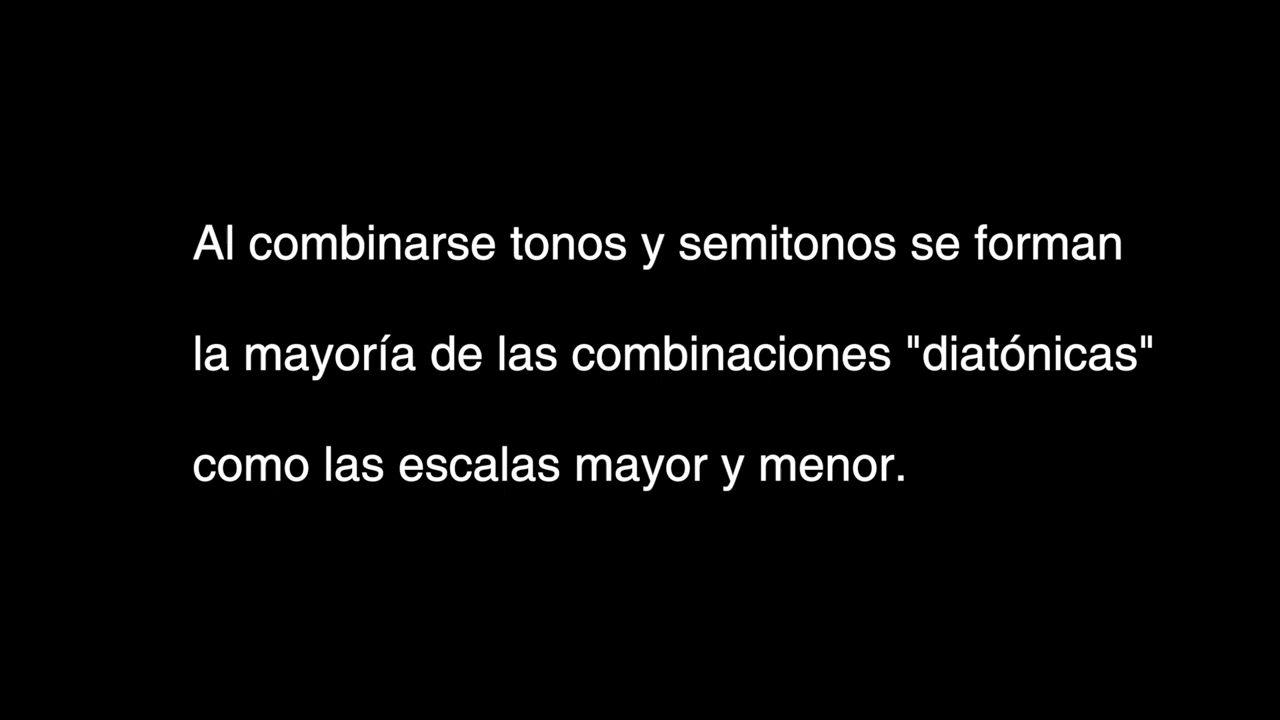 Al combinarse tonos y semitonos se forman
la mayoría de las combinaciones "diatónicas"
como las escalas mayor y menor.